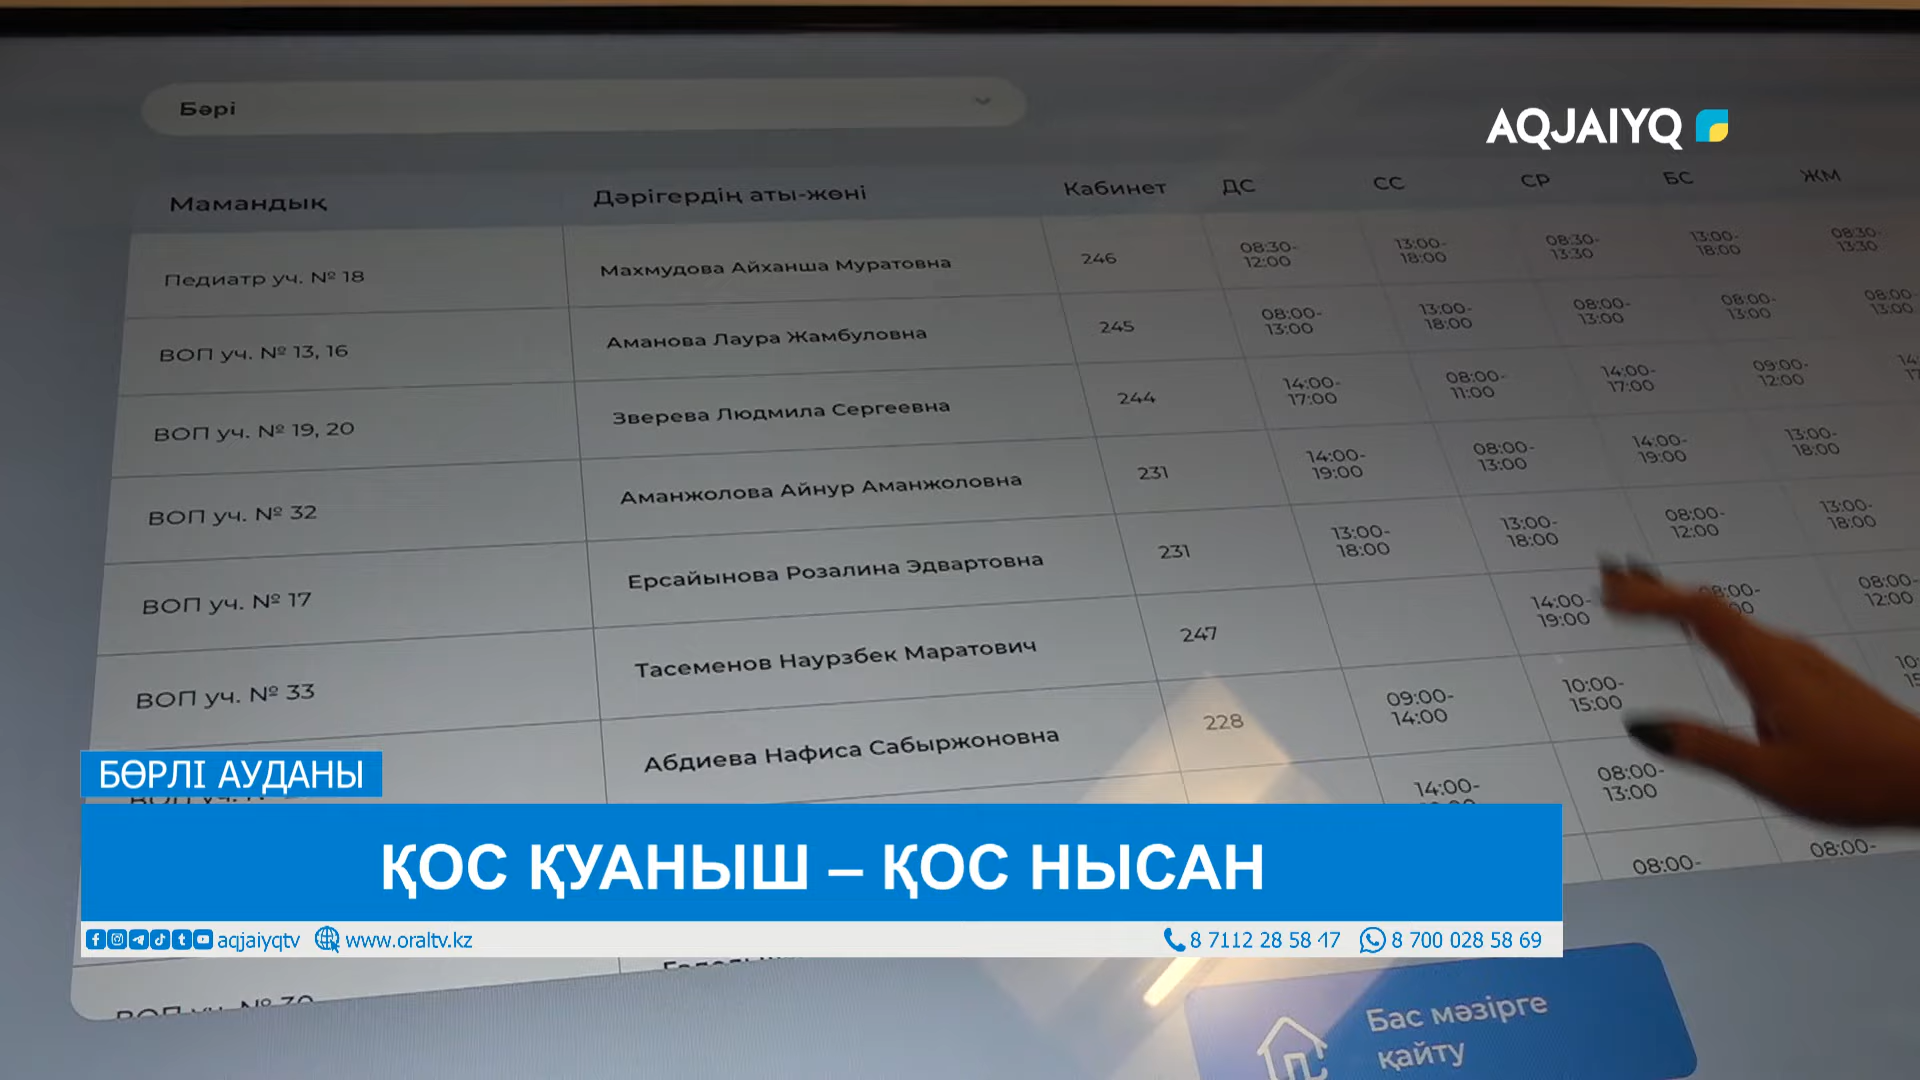 Бәрі
AQJAIYQ
Мамандық Дәрігердің аты-жөні Кабинет ДС СС СР БС ЖМ
Педиатр уч. № 18 Махмудова Айханша Муратовна 246 08:30-12:00 13:00-18:00 08:30-13:30 13:00-18:00 08:30-13:30
ВОП уч. № 13, 16 Аманова Лаура Жамбуловна 245 08:00-13:00 13:00-18:00 08:00-13:00 08:00-13:00 08:00-13:00
ВОП уч. № 19, 20 Зверева Людмила Сергеевна 244 14:00-17:00 08:00-11:00 14:00-17:00 09:00-12:00
ВОП уч. № 32 Аманжолова Айнур Аманжоловна 231 14:00-19:00 08:00-13:00 14:00-19:00 13:00-18:00
ВОП уч. № 17 Ерсайынова Розалина Эдвартовна 231 13:00-18:00 13:00-18:00 08:00-12:00 13:00-18:00
ВОП уч. № 33 Тасеменов Наурзбек Маратович 247 14:00-19:00 08:00-12:00
Абдиева Нафиса Сабыржоновна 228 09:00-14:00 10:00-15:00
14:00- 08:00-13:00
08:00- 08:00-
БӨРЛІ АУДАНЫ
ҚОС ҚУАНЫШ – ҚОС НЫСАН
aqjaiyqtv www.oraltv.kz 8 7112 28 58 47 8 700 028 58 69
Бас мәзірге
қайту